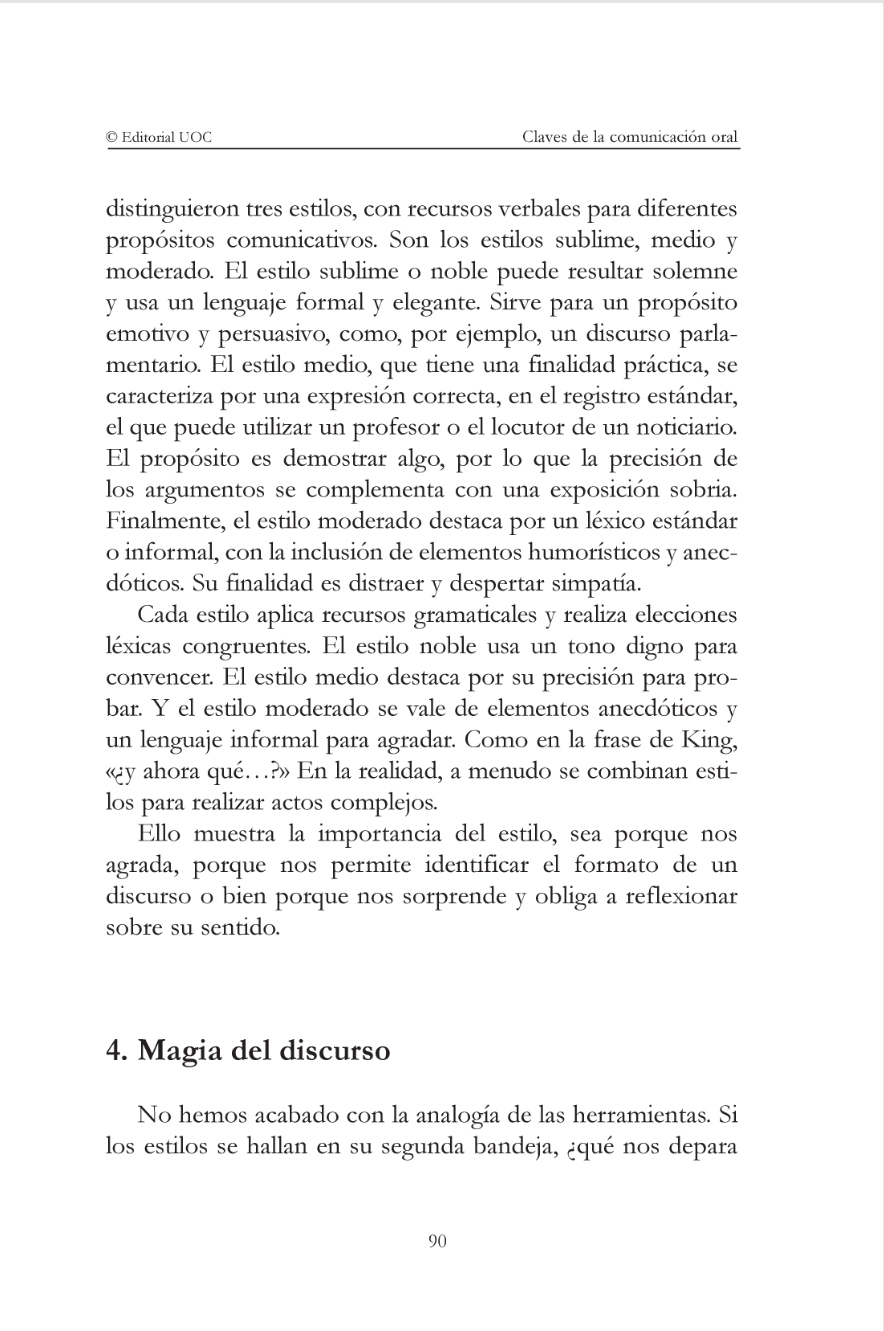 © Editorial UOC
Claves de la comunicación oral
distinguieron tres estilos, con recursos verbales para diferentes
propósitos comunicativos. Son los estilos sublime, medio y
moderado. El estilo sublime o noble puede resultar solemne
y usa un lenguaje formal y elegante. Sirve para un propósito
emotivo y persuasivo, como, por ejemplo, un discurso parla-
mentario. El estilo medio, que tiene una finalidad práctica, se
caracteriza por una expresión correcta, en el registro estándar,
el que puede utilizar un profesor o el locutor de un noticiario.
El propósito es demostrar algo, por lo que la precisión de
los argumentos se complementa con una exposición sobria.
Finalmente, el estilo moderado destaca por un léxico estándar
o informal, con la inclusión de elementos humorísticos y anec-
dóticos. Su finalidad es distraer y despertar simpatía.
Cada estilo aplica recursos gramaticales y realiza elecciones
léxicas congruentes. El estilo noble usa un tono digno para
convencer. El estilo medio destaca por su precisión para pro-
bar. Y el estilo moderado se vale de elementos anecdóticos y
un lenguaje informal para agradar. Como en la frase de King,
«¿y ahora qué…?» En la realidad, a menudo se combinan esti-
los para realizar actos complejos.
Ello muestra la importancia del estilo, sea porque nos
agrada, porque nos permite identificar el formato de un
discurso o bien porque nos sorprende y obliga a reflexionar
sobre su sentido.
4. Magia del discurso
No hemos acabado con la analogía de las herramientas. Si
los estilos se hallan en su segunda bandeja, ¿qué nos depara
90